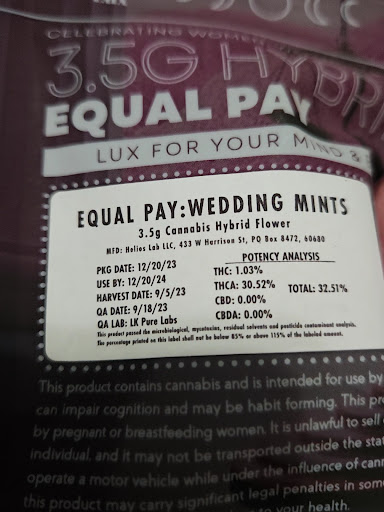 CELEBRATING WOMEN
3.5G HYBRI
EQUAL PAY
LUX FOR YOUR MIND &
EQUAL PAY:WEDDING MINTS
3.5g Cannabis Hybrid Flower
MFD: Helios Lab LLC, 433 W Harrison St, PO Box 8472, 60680
POTENCY ANALYSIS
PKG DATE: 12/20/23
USE BY: 12/20/24
HARVEST DATE: 9/5/23
QA DATE: 9/18/23
QA LAB: LK Pure Labs
THC: 1.03%
THCA: 30.52%
CBD: 0.00%
CBDA: 0.00%
TOTAL: 32.51%
This product passed the microbiological, mycotoxins, residual solvents and pesticide contaminant analysis.
The percentage printed on this label shall not be below 85% or above 115% of the labeled amount.
This product contains cannabis and is intended for use by
can impair cognition and may be habit forming. This pr
by pregnant or breastfeeding women. It is unlawful to sell
individual, and it may not be transported outside the sta
operate a motor vehicle while under the influence of can
this product may carry significant legal penalties in som
your health.